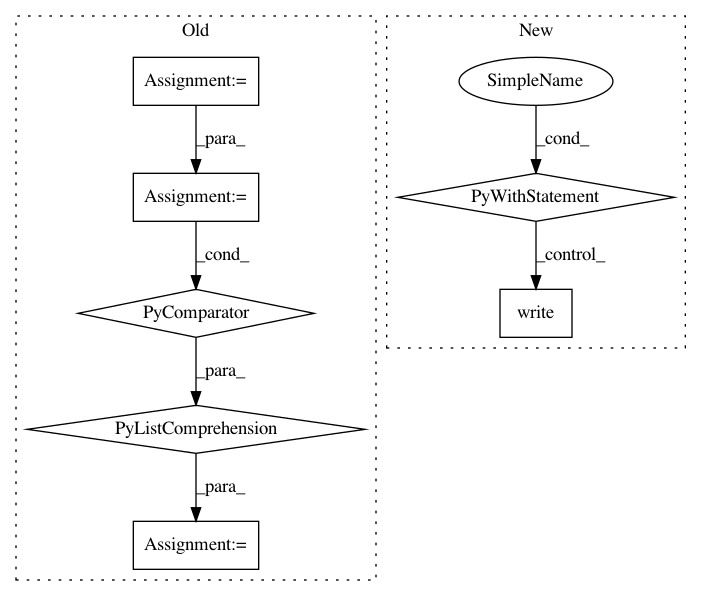 Old
Assignment:=
_para_
Assignment:=
_cond_
PyComparator
_para_
PyListComprehension
_para_
Assignment:=
New
SimpleName
_cond_
PyWithStatement
_control_
write